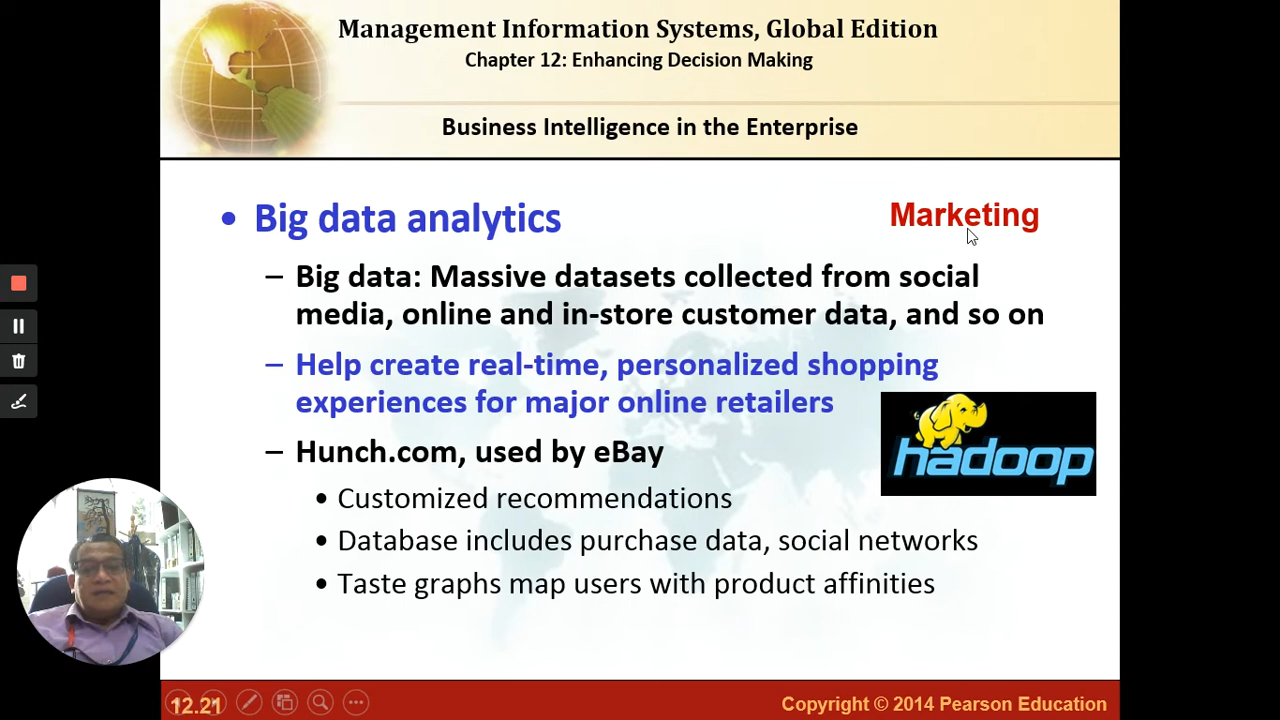 Management Information Systems, Global Edition
Chapter 12: Enhancing Decision Making
Business Intelligence in the Enterprise
• Big data analytics
Marketing
– Big data: Massive datasets collected from social
media, online and in-store customer data, and so on
– Help create real-time, personalized shopping
experiences for major online retailers
hadoop
– Hunch.com, used by eBay
• Customized recommendations
• Database includes purchase data, social networks
• Taste graphs map users with product affinities
12.21
Copyright © 2014 Pearson Education